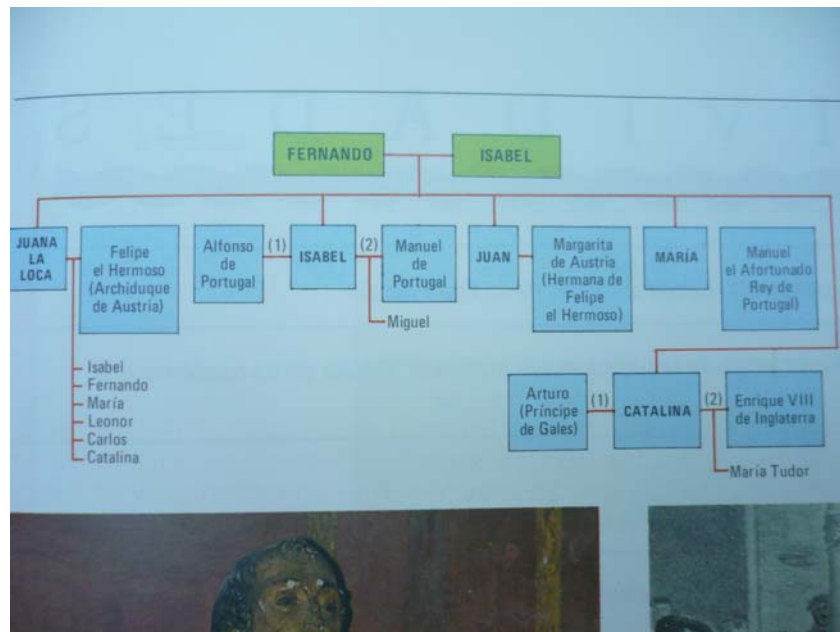 FERNANDO
ISABEL
JUANA
LA
LOCA
Felipe
el Hermoso
(Archiduque
de Austria)
Alfonso
de
Portugal
(1)
ISABEL
(2)
Manuel
de
Portugal
JUAN
Margarita
de Austria
(Hermana de
Felipe
el Hermoso)
MARÍA
Manuel
el Afortunado
Rey de
Portugal)
Miguel
Isabel
Fernando
María
Leonor
Carlos
Catalina
Arturo
(Príncipe
de Gales)
(1)
CATALINA
(2)
Enrique VIII
de Inglaterra
María Tudor